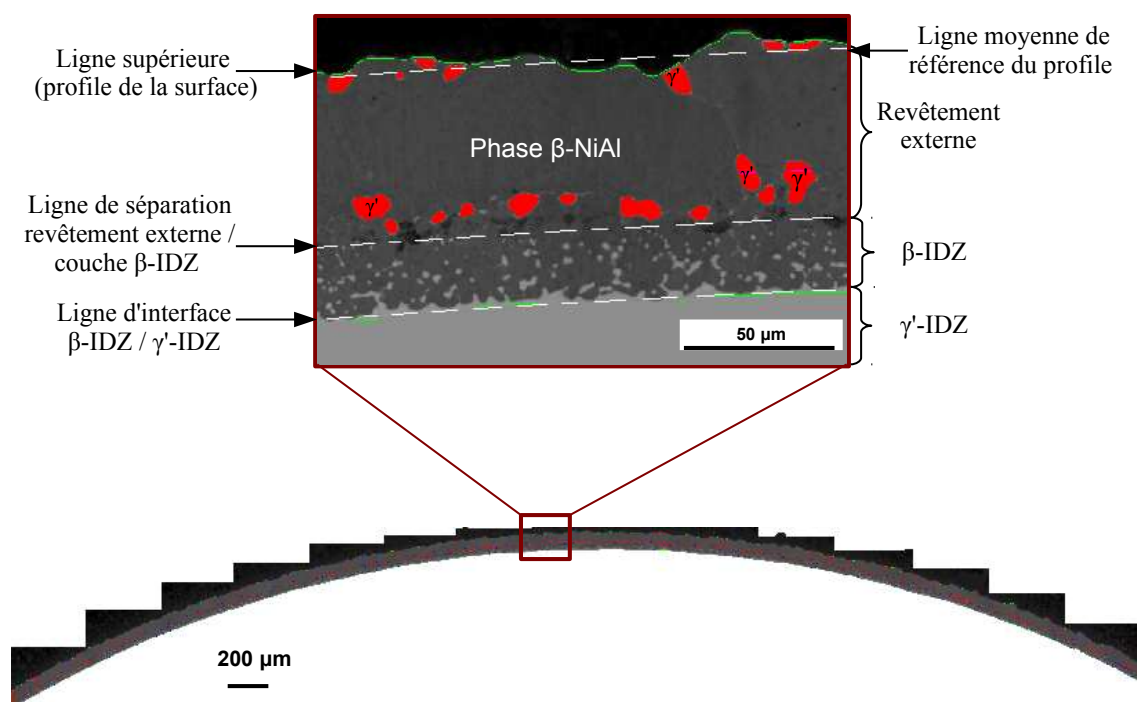 Ligne supérieure
(profile de la surface)
Ligne moyenne de
référence du profile
Revêtement
externe
γ'
Phase β-NiAl
γ'
γ'
γ'
Ligne de séparation
revêtement externe /
couche β-IDZ
β-IDZ
Ligne d'interface
β-IDZ / γ'-IDZ
γ'-IDZ
50 µm
200 µm